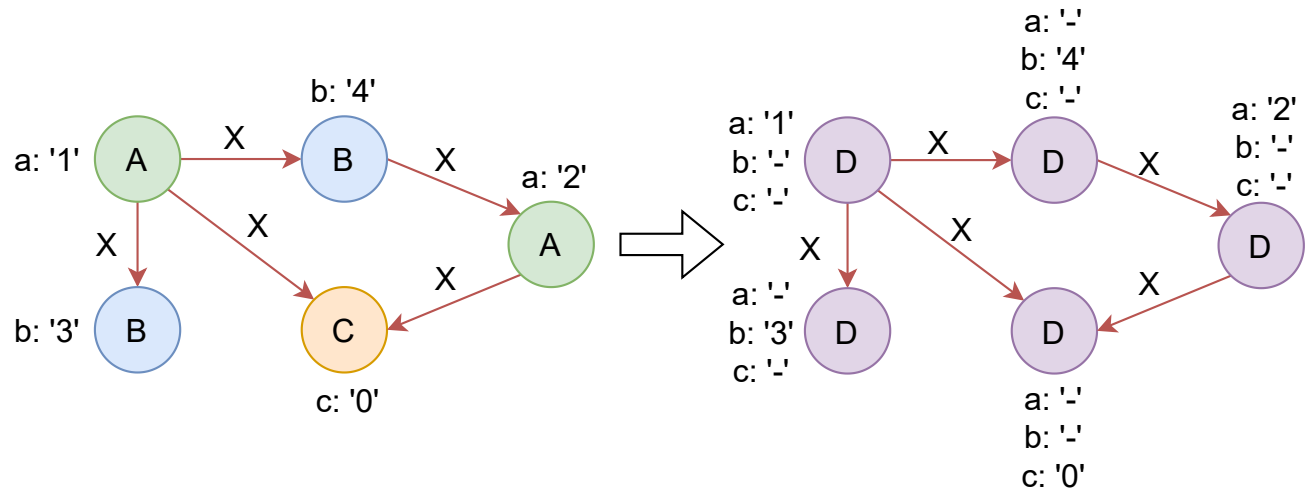 b: '4'
a: '1'
A
X
B
X
a: '2'
A
X
X
b: '3'
B
C
X
c: '0'
a: '-'
b: '4'
c: '-'
a: '1'
b: '-'
c: '-'
D
X
D
X
a: '2'
b: '-'
c: '-'
D
X
X
a: '-'
b: '3'
c: '-'
D
D
X
a: '-'
b: '-'
c: '0'